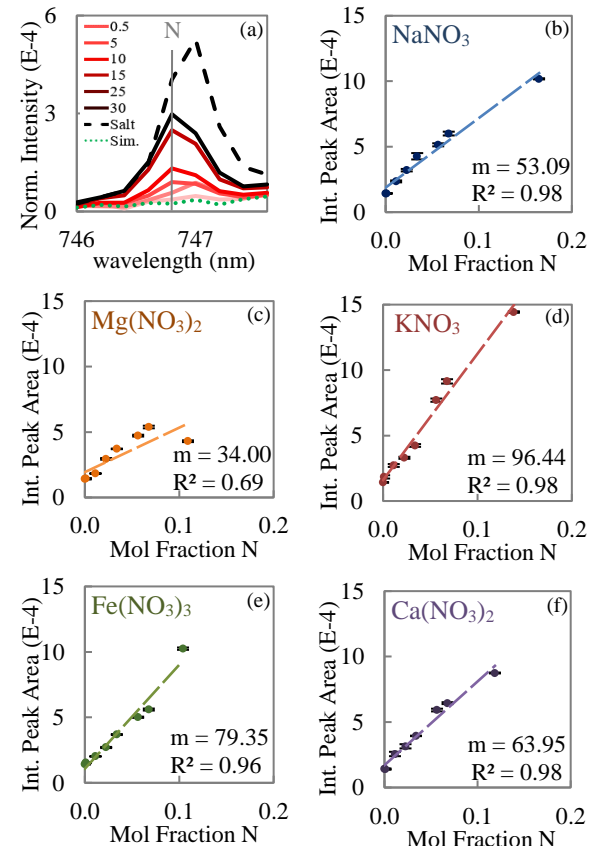 6
3
0
Norm. Intensity (E-4)
0.5
5
10
15
25
30
Salt
Sim.
N
(a)
746
747
wavelength (nm)
15
10
5
0
Int. Peak Area (E-4)
NaNO3
(b)
m = 53.09
R² = 0.98
0.0
0.1
0.2
Mol Fraction N
15
10
5
0
Int. Peak Area (E-4)
(c)
Mg(NO3)2
m = 34.00
R² = 0.69
0.0
0.1
0.2
Mol Fraction N
15
10
5
0
Int. Peak Area (E-4)
KNO3
(d)
m = 96.44
R² = 0.98
0.0
0.1
0.2
Mol Fraction N
15
10
5
0
Int. Peak Area (E-4)
Fe(NO3)3
(e)
m = 79.35
R² = 0.96
0.0
0.1
0.2
Mol Fraction N
15
10
5
0
Int. Peak Area (E-4)
Ca(NO3)2
(f)
m = 63.95
R² = 0.98
0.0
0.1
0.2
Mol Fraction N